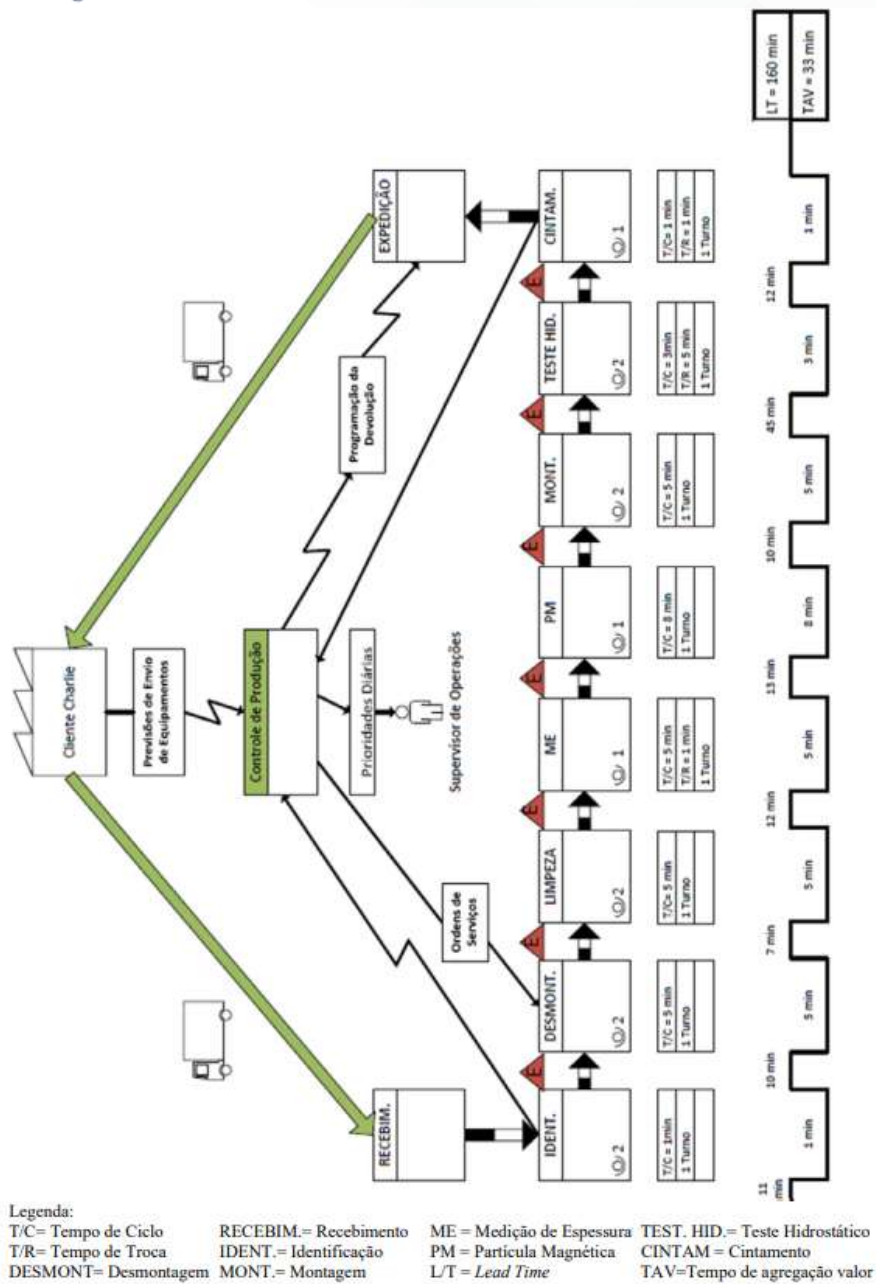 Cliente Charlie
Previsões de Envio
de Equipamentos
Controle de Produção
Prioridades Diárias
Supervisor de Operações
Ordens de
Serviços
Programação da
Devolução
RECEBIM.
EXPEDIÇÃO
IDENT.
2
E
DESMONT.
2
E
LIMPEZA
2
E
ME
1
E
PM
1
E
MONT.
2
E
TESTE HID.
2
E
CINTAM.
1
T/C = 1min
1 Turno
T/C = 5 min
1 Turno
T/C= 5 min
1 Turno
T/C = 5 min
T/R = 1 min
1 Turno
T/C = 8 min
1 Turno
T/C = 5 min
1 Turno
T/C = 3min
T/R = 5 min
1 Turno
T/C= 1 min
T/R = 1 min
1 Turno
11
min
1 min
10 min
5 min
7 min
5 min
12 min
5 min
13 min
8 min
10 min
5 min
45 min
3 min
12 min
1 min
LT = 160 min
TAV = 33 min
Legenda:
T/C= Tempo de Ciclo RECEBIM.= Recebimento ME = Medição de Espessura TEST. HID.= Teste Hidrostático
T/R= Tempo de Troca IDENT.= Identificação PM = Partícula Magnética CINTAM = Cintamento
DESMONT= Desmontagem MONT.= Montagem L/T = Lead Time TAV=Tempo de agregação valor